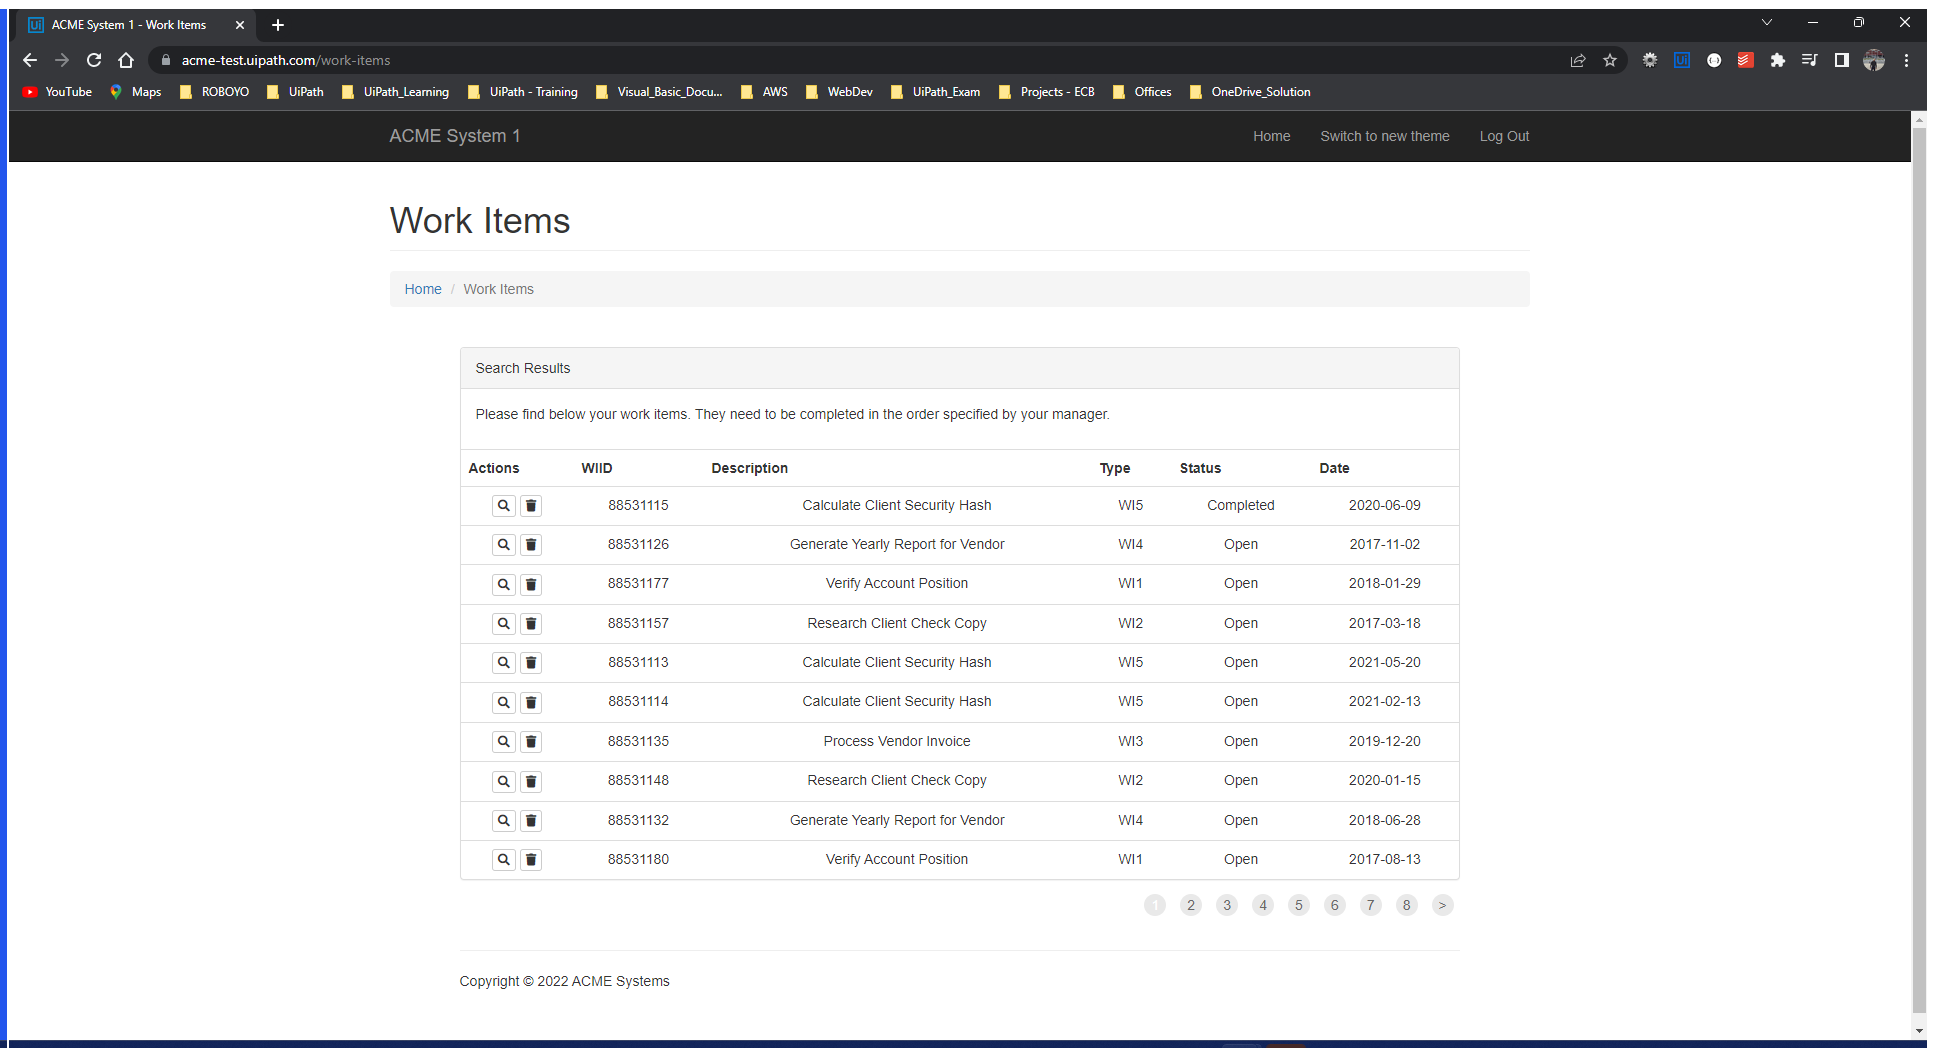 ACME System 1 - Work Items
acme-test.uipath.com/work-items
YouTube Maps ROBOYO UiPath UiPath_Learning UiPath - Training Visual_Basic_Docu... AWS WebDev UiPath_Exam Projects - ECB Offices OneDrive_Solution
ACME System 1 Home Switch to new theme Log Out
Work Items
Home / Work Items
Search Results
Please find below your work items. They need to be completed in the order specified by your manager.
Actions WIID Description Type Status Date
88531115 Calculate Client Security Hash WI5 Completed 2020-06-09
88531126 Generate Yearly Report for Vendor WI4 Open 2017-11-02
88531177 Verify Account Position WI1 Open 2018-01-29
88531157 Research Client Check Copy WI2 Open 2017-03-18
88531113 Calculate Client Security Hash WI5 Open 2021-05-20
88531114 Calculate Client Security Hash WI5 Open 2021-02-13
88531135 Process Vendor Invoice WI3 Open 2019-12-20
88531148 Research Client Check Copy WI2 Open 2020-01-15
88531132 Generate Yearly Report for Vendor WI4 Open 2018-06-28
88531180 Verify Account Position WI1 Open 2017-08-13
1 2 3 4 5 6 7 8 >
Copyright © 2022 ACME Systems